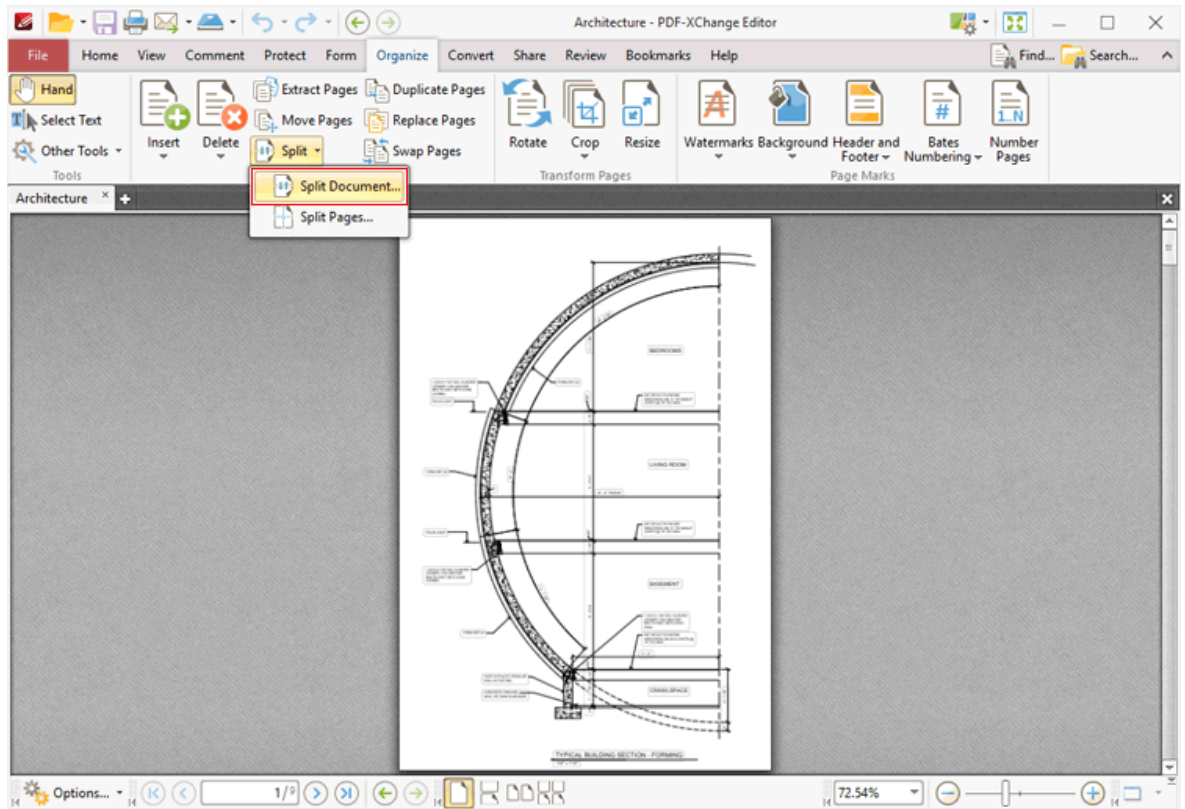 Architecture - PDF-XChange Editor
File Home View Comment Protect Form Organize Convert Share Review Bookmarks Help Find... Search...
Hand
Select Text
Other Tools
Tools
Insert
Delete
Extract Pages
Move Pages
Split
Duplicate Pages
Replace Pages
Swap Pages
Rotate
Crop
Resize
Transform Pages
Watermarks
Background
Header and
Footer
#
Bates
Numbering
1..N
Number
Pages
Page Marks
Split Document...
Split Pages...
Architecture
BEDROOMS
LIVING ROOM
BASEMENT
CRAWLSPACE
TYPICAL BUILDING SECTION - FORMING
Options...
1/9
72.54%